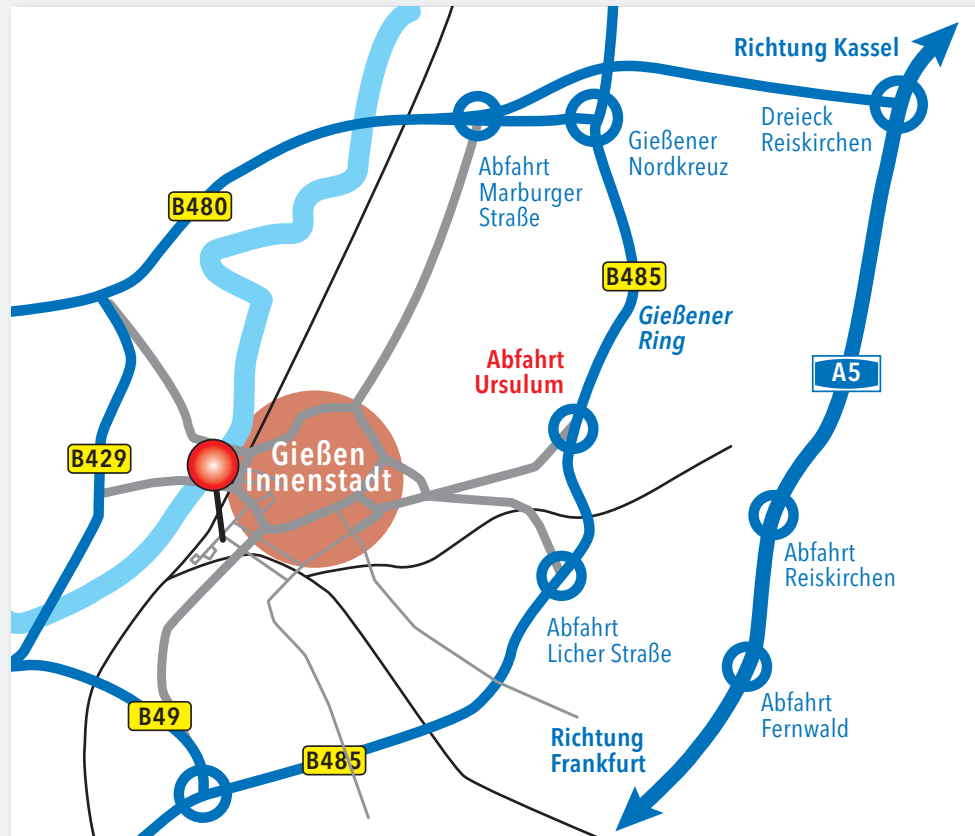 Richtung Kassel
Dreieck
Reiskirchen
Gießener
Nordkreuz
Abfahrt
Marburger
Straße
B480
B485
Gießener
Ring
Abfahrt
Ursulum
A5
Gießen
Innenstadt
B429
Abfahrt
Reiskirchen
Abfahrt
Licher Straße
Abfahrt
Fernwald
B49
Richtung
Frankfurt
B485